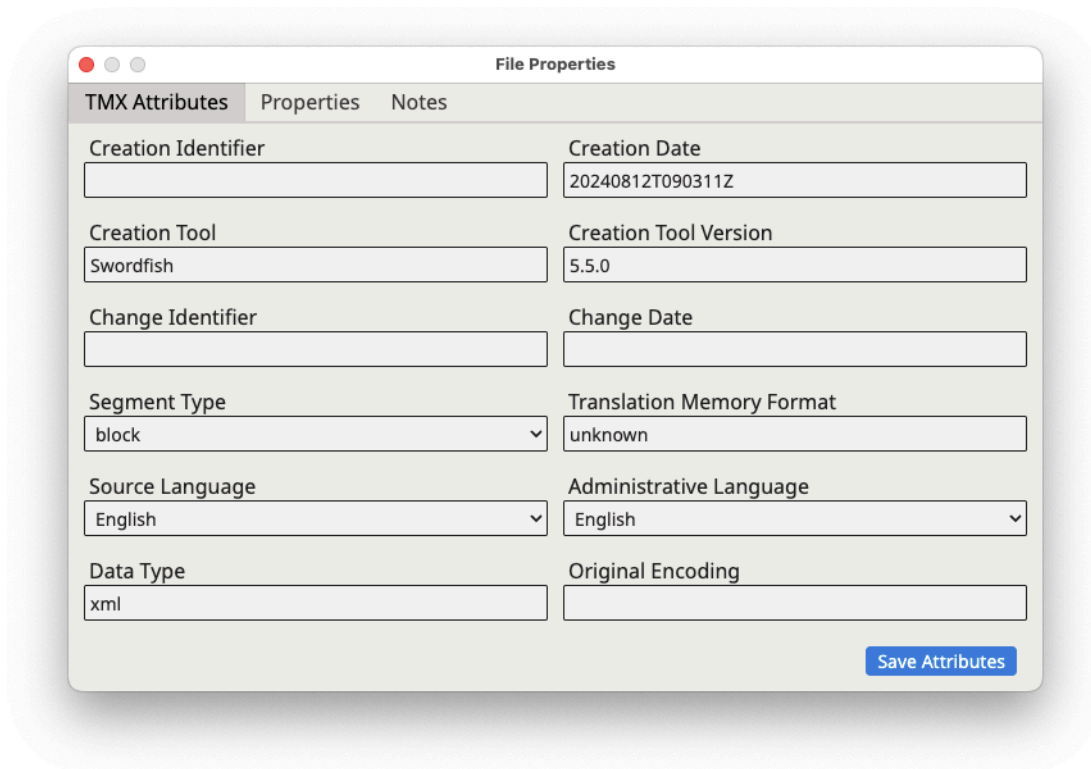 File Properties
TMX Attributes Properties Notes
Creation Identifier Creation Date
20240812T090311Z
Creation Tool Creation Tool Version
Swordfish 5.5.0
Change Identifier Change Date
Segment Type Translation Memory Format
block unknown
Source Language Administrative Language
English English
Data Type Original Encoding
xml
Save Attributes